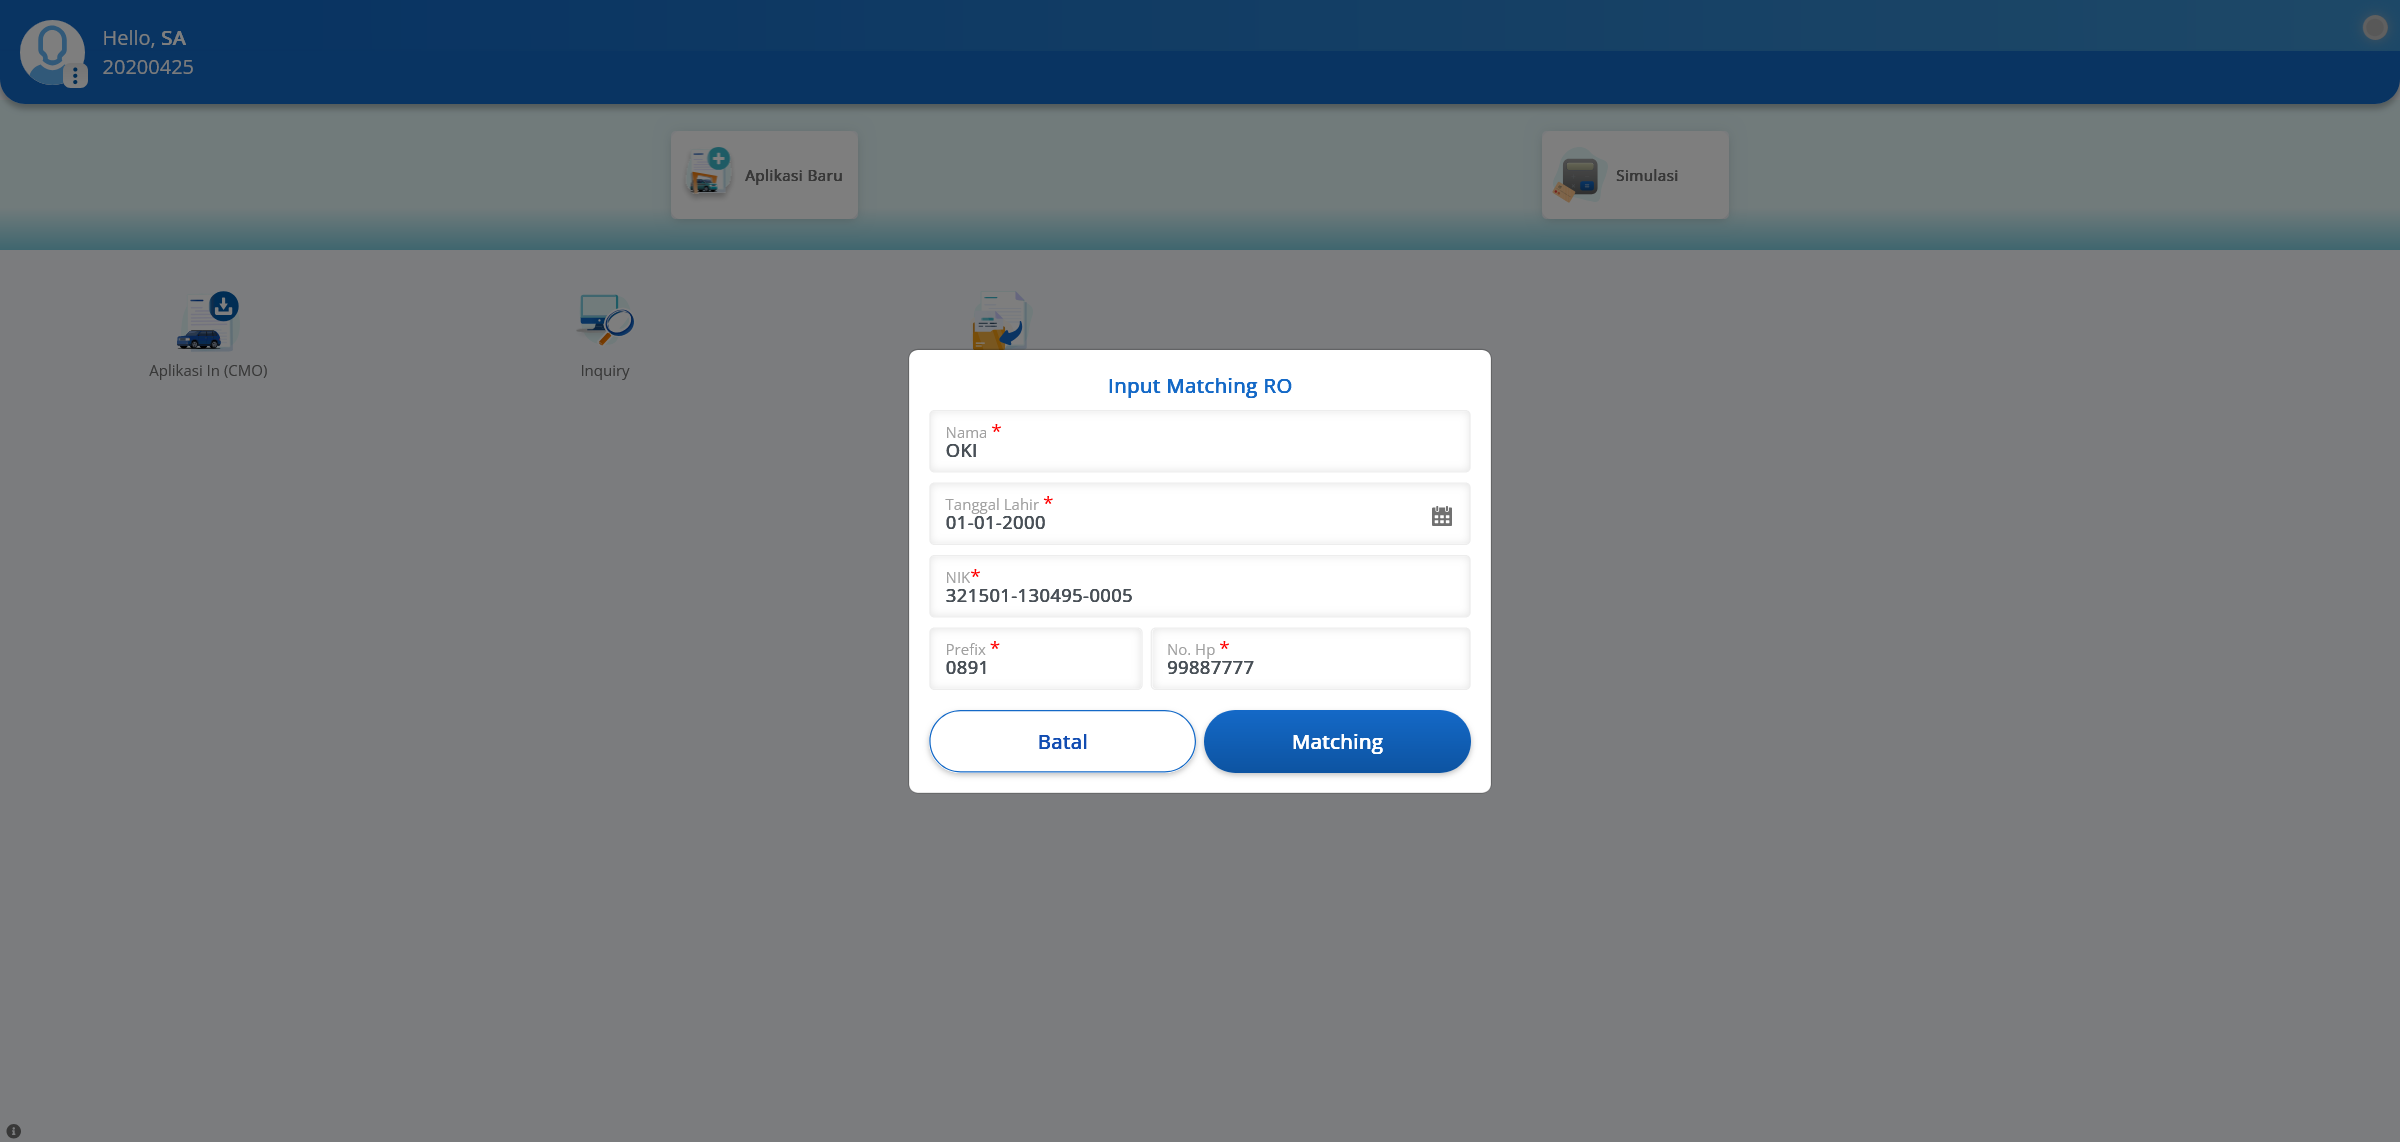 Hello, SA
20200425
Aplikasi Baru
Simulasi
Aplikasi In (CMO)
Inquiry
Input Matching RO
Nama *
OKI
Tanggal Lahir *
01-01-2000
NIK*
321501-130495-0005
Prefix *
0891
No. Hp *
99887777
Batal
Matching